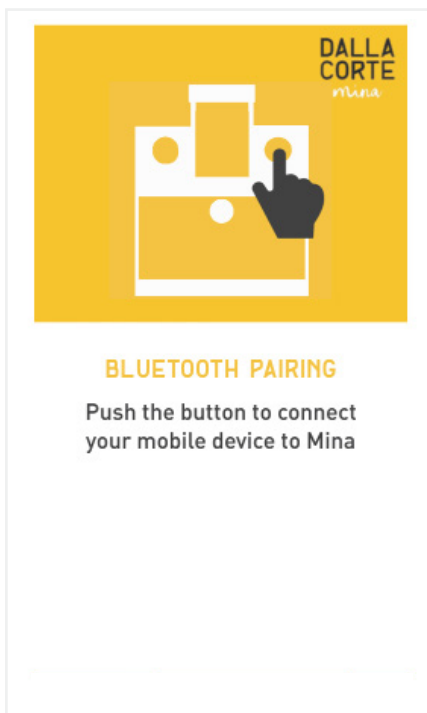 DALLA
CORTE
mina
BLUETOOTH PAIRING
Push the button to connect
your mobile device to Mina